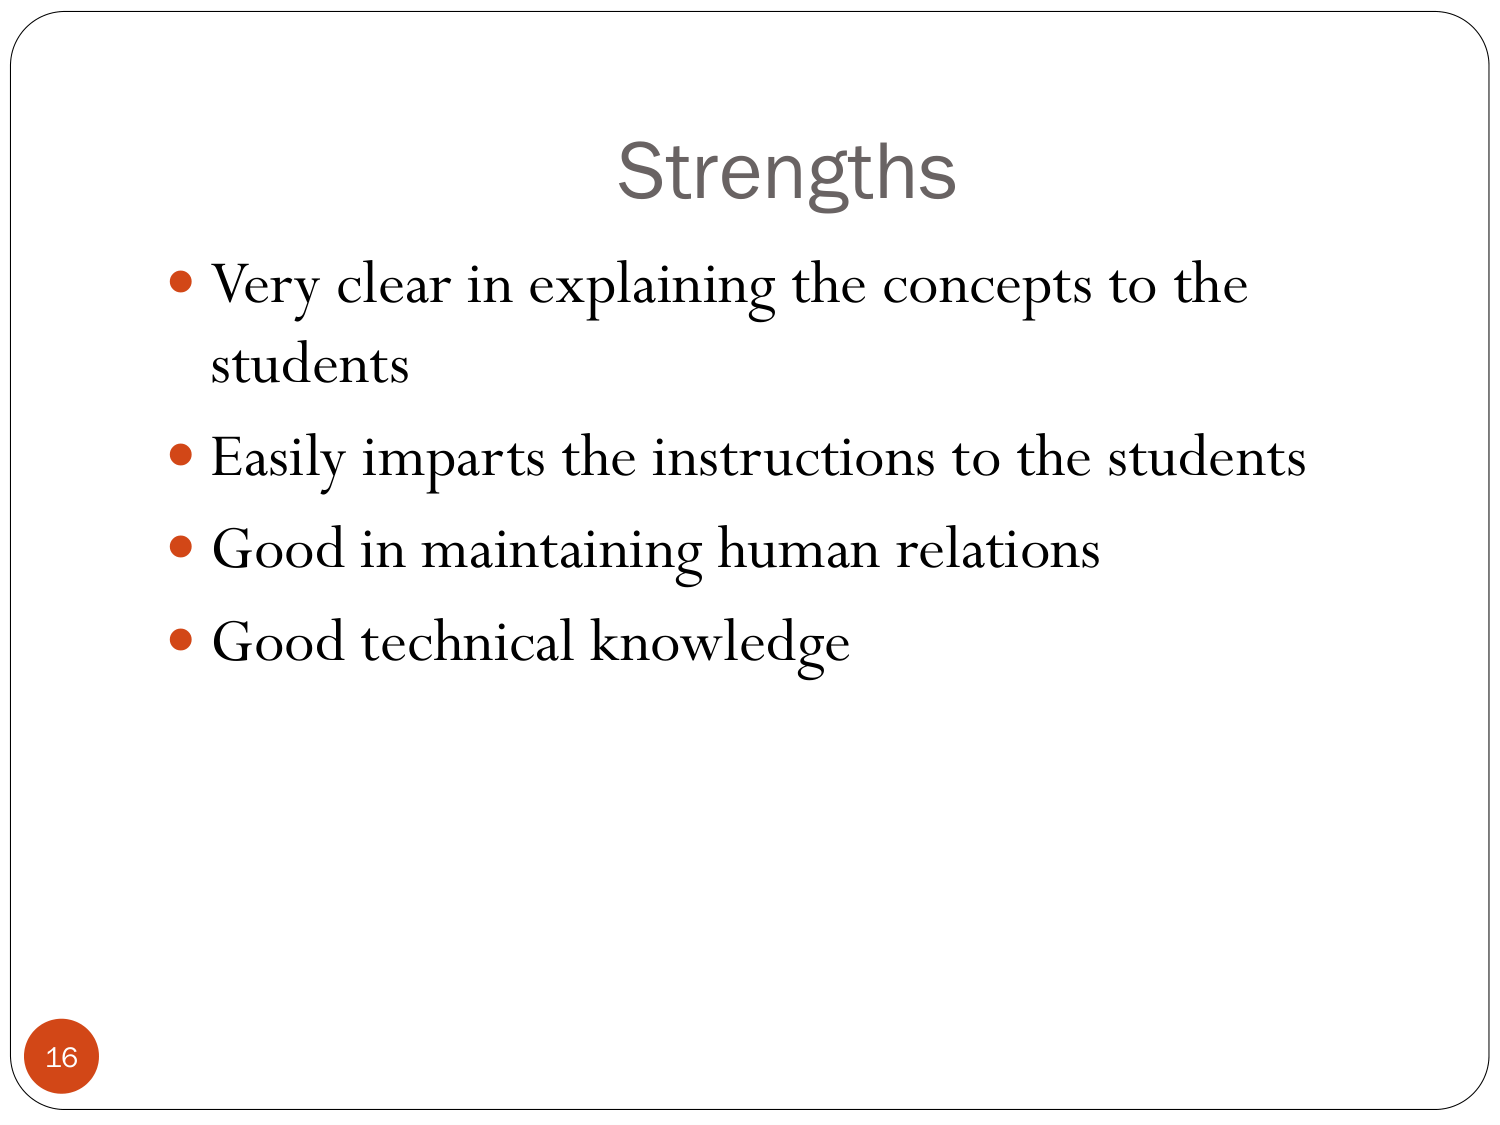 Strengths
• Very clear in explaining the concepts to the
students
• Easily imparts the instructions to the students
• Good in maintaining human relations
• Good technical knowledge
16